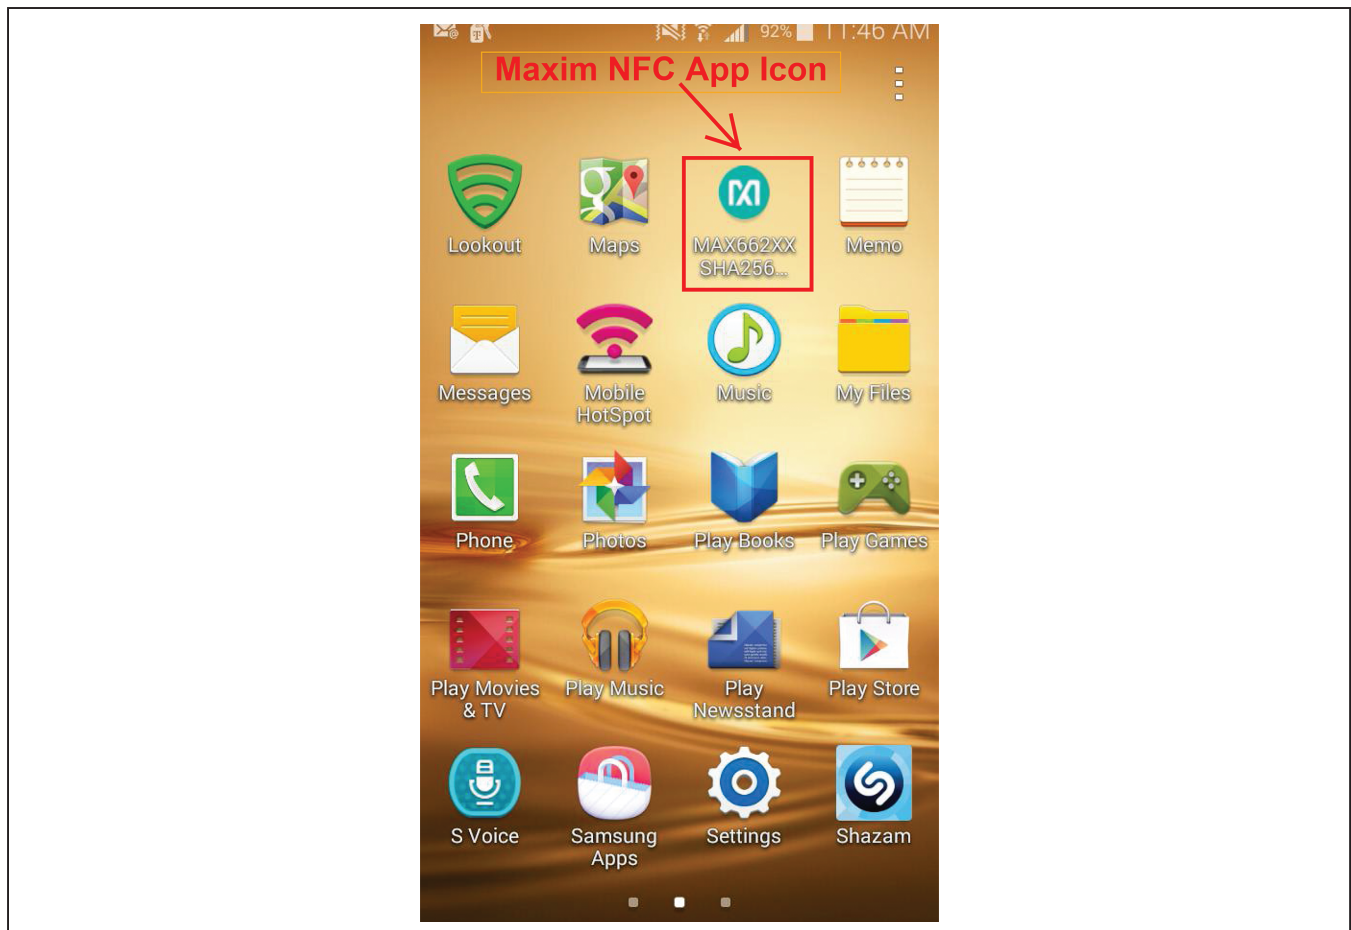 92% 11:46 AM
Maxim NFC App Icon
Lookout
Maps
MAX662XX
SHA256...
Memo
Messages
Mobile
HotSpot
Music
My Files
Phone
Photos
Play Books
Play Games
Play Movies
& TV
Play Music
Play
Newsstand
Play Store
S Voice
Samsung
Apps
Settings
Shazam